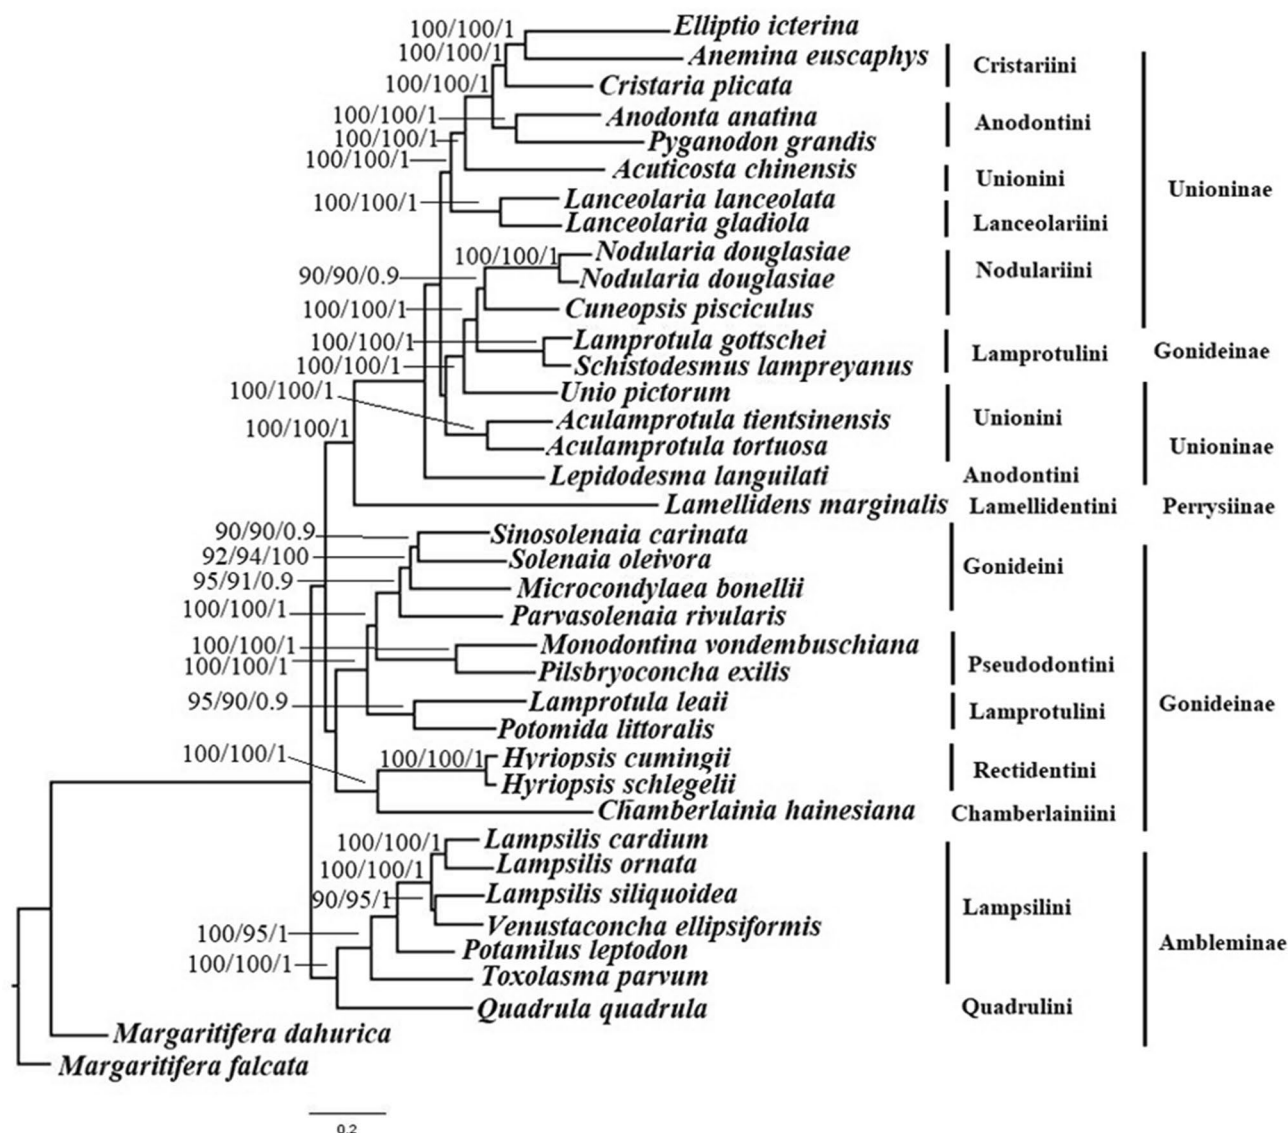 100/100/1 Elliptio icterina
100/100/1 Anemina euscaphys Cristariini
100/100/1 Cristaria plicata
100/100/1 Anodonta anatina Anodontini
100/100/1 Pyganodon grandis
100/100/1 Acuticosta chinensis Unionini
Unioninae
100/100/1 Lanceolaria lanceolata
Lanceolaria gladiola Lanceolariini
100/100/1 Nodularia douglasiae Nodulariini
90/90/0.9 Nodularia douglasiae
100/100/1 Cuneopsis pisciculus
100/100/1 Lamprotula gottschei Lamprotulini Gonideinae
100/100/1 Schistodesmus lampreyanus
100/100/1 Unio pictorum
Aculamprotula tientsinensis Unionini
100/100/1 Aculamprotula tortuosa Unioninae
Lepidodesma languilati Anodontini
Lamellidens marginalis Lamellidentini Perrysiinae
90/90/0.9 Sinosolenaia carinata
92/94/100 Solenaia oleivora Gonideini
95/91/0.9 Microcondylaea bonellii
100/100/1 Parvasolenaia rivularis
100/100/1 Monodontina vondembuschiana
100/100/1 Pilsbryoconcha exilis Pseudodontini
95/90/0.9 Lamprotula leaii Lamprotulini Gonideinae
Potomida littoralis
100/100/1 100/100/1 Hyriopsis cumingii Rectidentini
Hyriopsis schlegelii
Chamberlainia hainesiana Chamberlainiini
100/100/1 Lampsilis cardium
100/100/1 Lampsilis ornata
90/95/1 Lampsilis siliquoidea Lampsilini
100/95/1 Venustaconcha ellipsiformis Ambleminae
100/100/1 Potamilus leptodon
Toxolasma parvum
Quadrula quadrula Quadrulini
Margaritifera dahurica
Margaritifera falcata
0.2